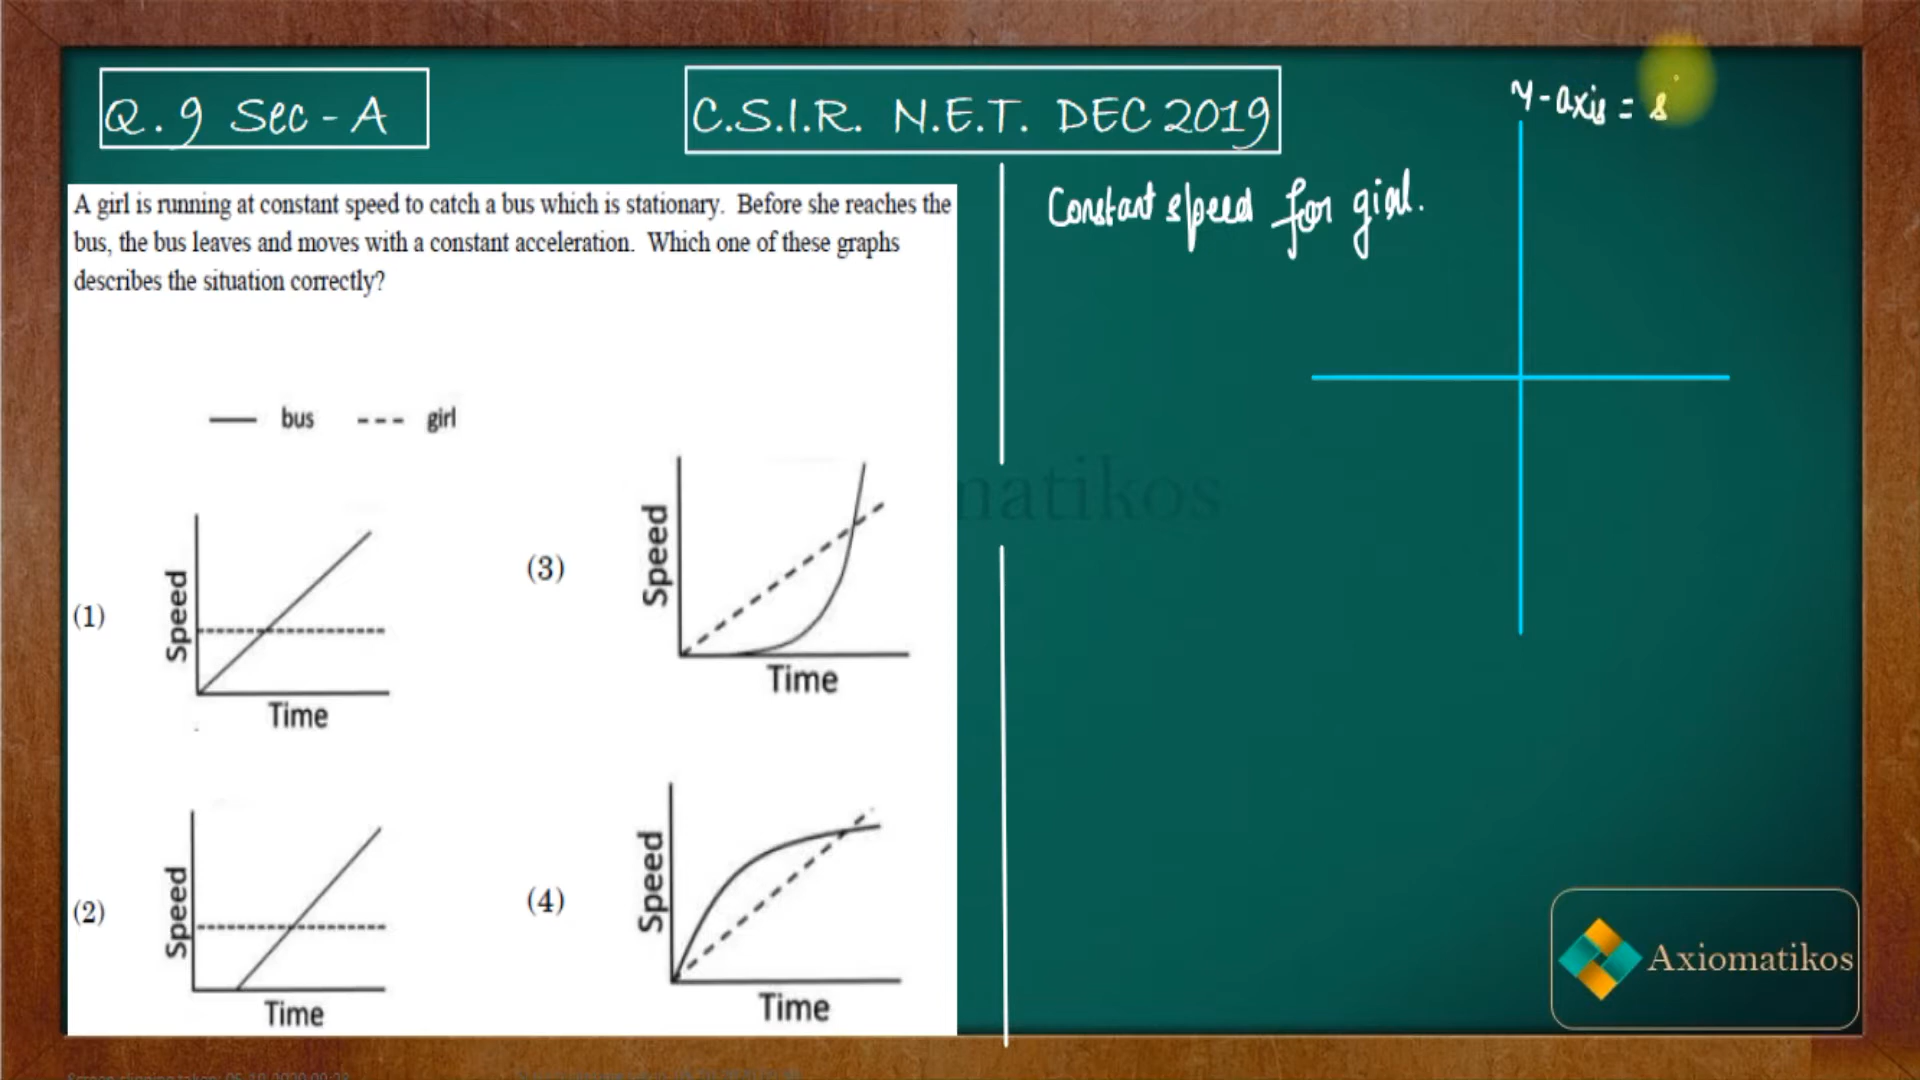 Q. 9 Sec - A
C.S.I.R. N.E.T. DEC 2019
y-axis = s
A girl is running at constant speed to catch a bus which is stationary. Before she reaches the
bus, the bus leaves and moves with a constant acceleration. Which one of these graphs
describes the situation correctly?
Constant speed for girl.
bus girl
(1)
Speed
Time
(3)
Speed
Time
(2)
Speed
Time
(4)
Speed
Time
matikos
Axiomatikos